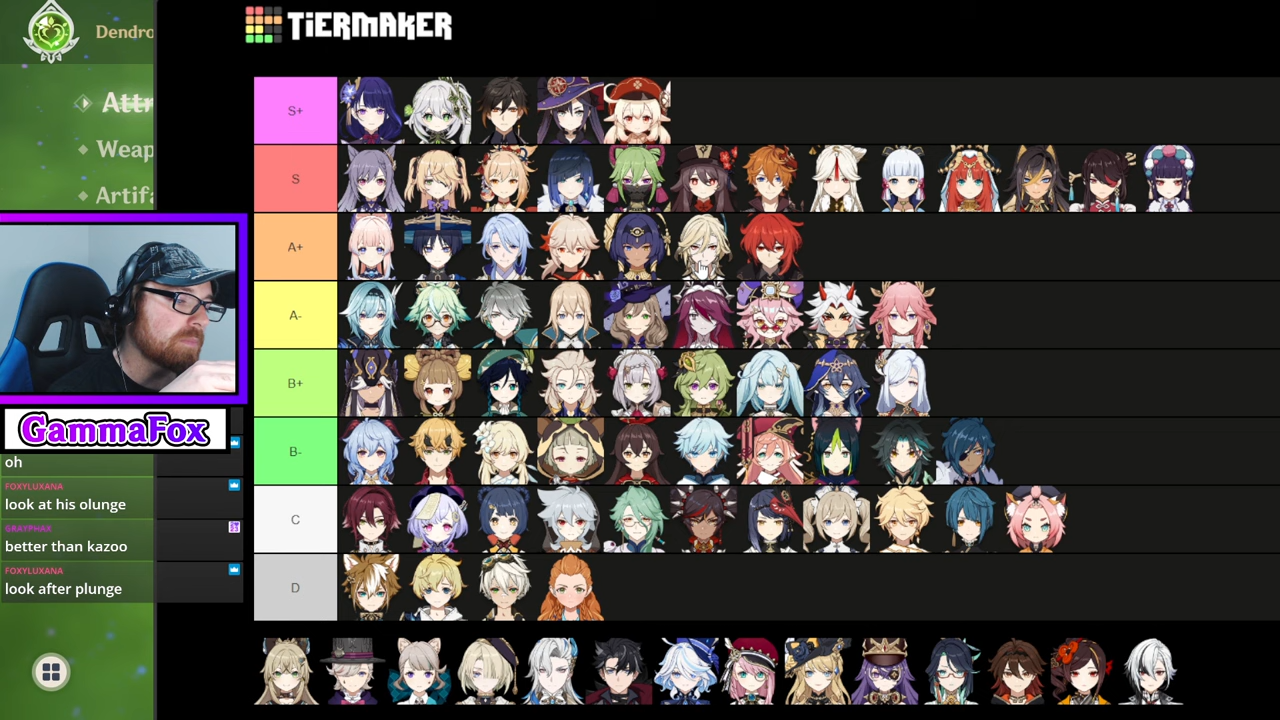 Dendro
TIERMAKER
Attr
Weap
Artifa
S+
S
A+
A-
B+
B-
C
D
GammaFox
oh
FOXYLUXANA
look at his olunge
GRAYPHAX
better than kazoo
FOXYLUXANA
look after plunge